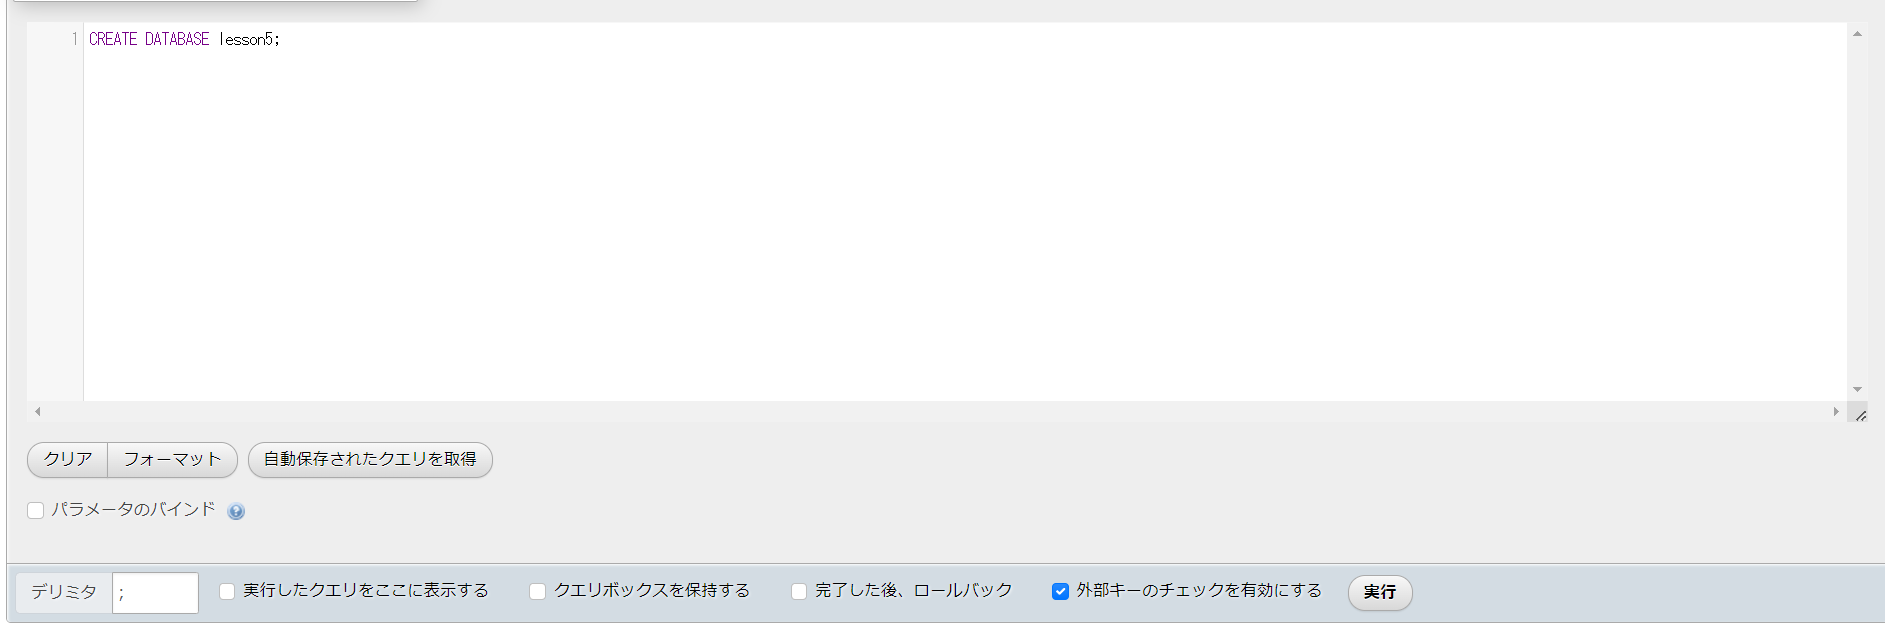 1 CREATE DATABASE lesson5;
クリア フォーマット 自動保存されたクエリを取得
パラメータのバインド
デリミタ ; 実行したクエリをここに表示する クエリボックスを保持する 完了した後、ロールバック 外部キーのチェックを有効にする 実行